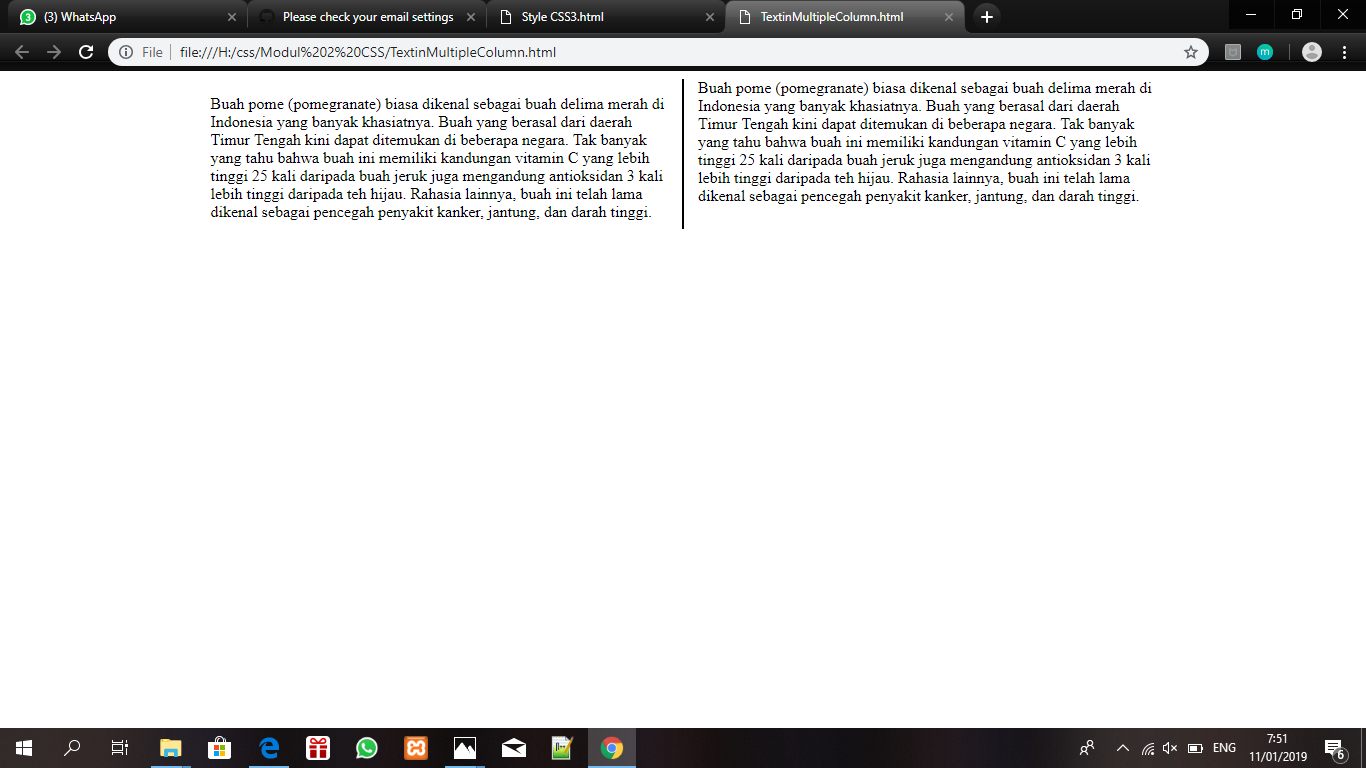 3
(3) WhatsApp
Please check your email settings
Style CSS3.html
TextinMultipleColumn.html
File
file:///H:/css/Modul%202%20CSS/TextinMultipleColumn.html
m
Buah pome (pomegranate) biasa dikenal sebagai buah delima merah di
Indonesia yang banyak khasiatnya. Buah yang berasal dari daerah
Timur Tengah kini dapat ditemukan di beberapa negara. Tak banyak
yang tahu bahwa buah ini memiliki kandungan vitamin C yang lebih
tinggi 25 kali daripada buah jeruk juga mengandung antioksidan 3 kali
lebih tinggi daripada teh hijau. Rahasia lainnya, buah ini telah lama
dikenal sebagai pencegah penyakit kanker, jantung, dan darah tinggi.
Buah pome (pomegranate) biasa dikenal sebagai buah delima merah di
Indonesia yang banyak khasiatnya. Buah yang berasal dari daerah
Timur Tengah kini dapat ditemukan di beberapa negara. Tak banyak
yang tahu bahwa buah ini memiliki kandungan vitamin C yang lebih
tinggi 25 kali daripada buah jeruk juga mengandung antioksidan 3 kali
lebih tinggi daripada teh hijau. Rahasia lainnya, buah ini telah lama
dikenal sebagai pencegah penyakit kanker, jantung, dan darah tinggi.
ENG
7:51
11/01/2019
6